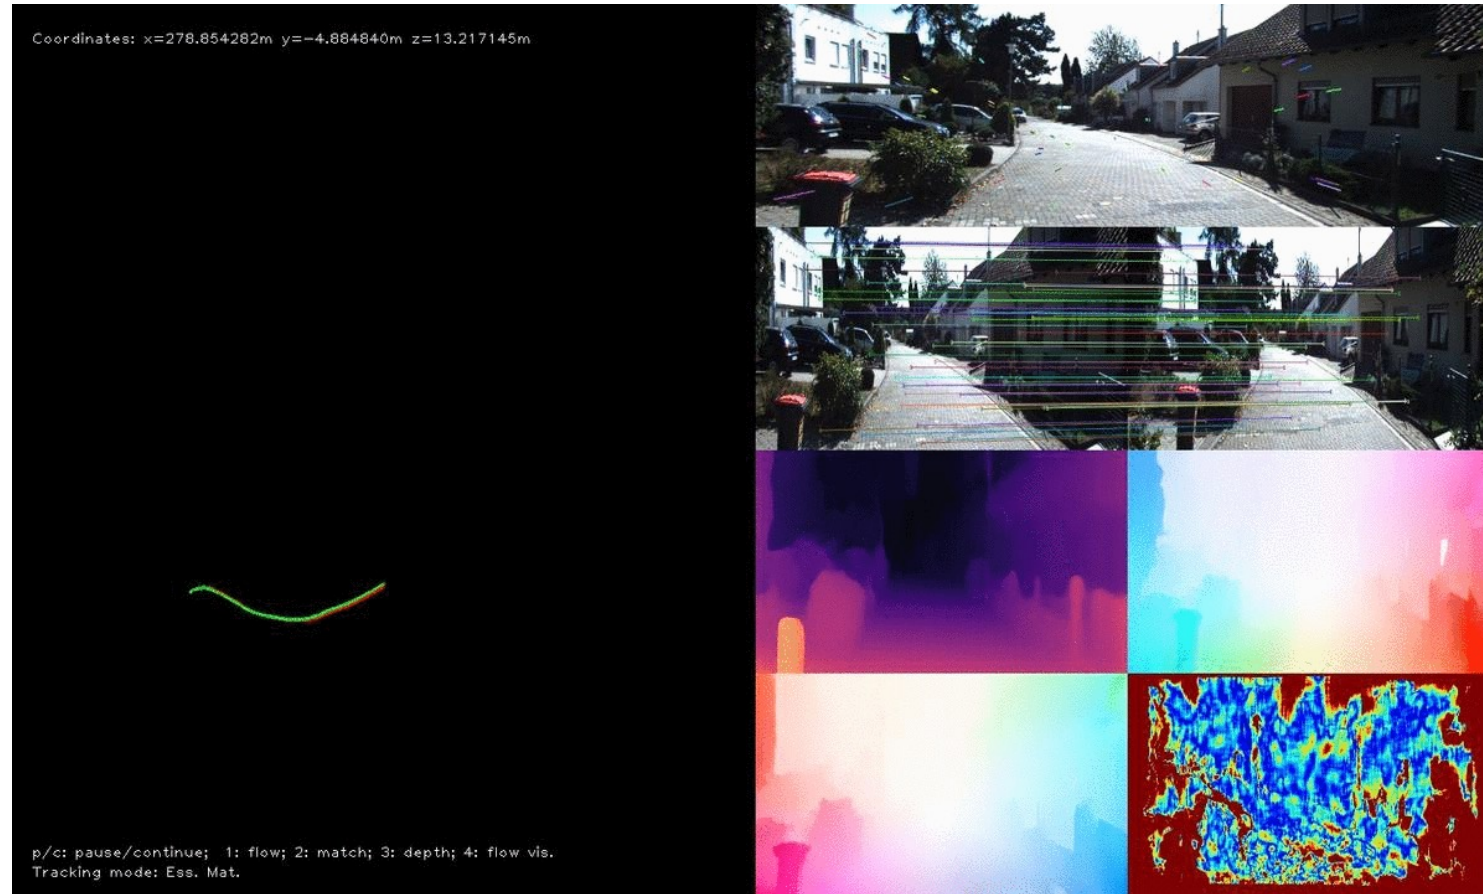 Coordinates: x=278.854282m y=-4.884840m z=13.217145m
p/c: pause/continue; 1: flow; 2: match; 3: depth; 4: flow vis.
Tracking mode: Ess. Mat.